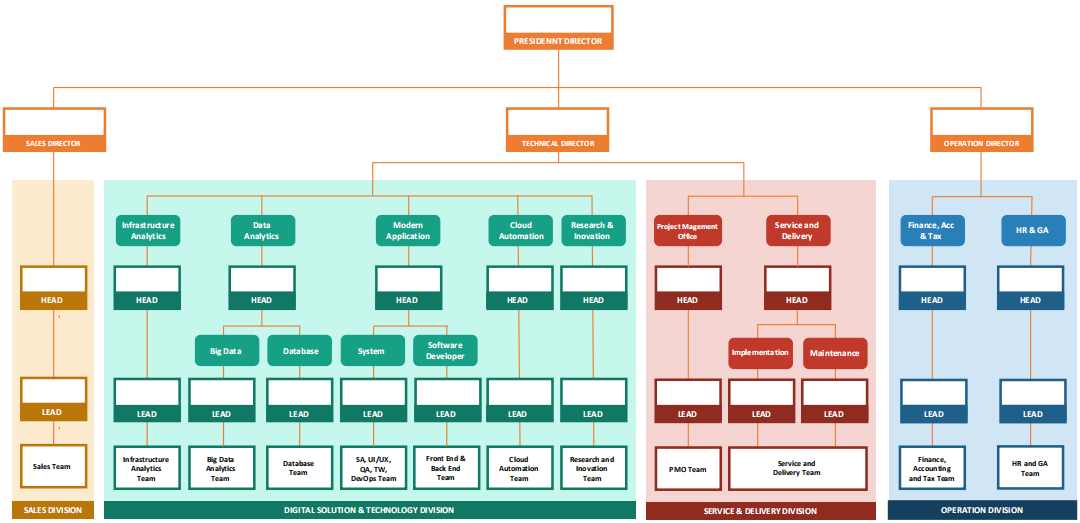 PRESIDENNT DIRECTOR
SALES DIRECTOR
TECHNICAL DIRECTOR
OPERATION DIRECTOR
Infrastructure
Analytics
Data
Analytics
Modern
Application
Cloud
Automation
Research &
Inovation
Project Magement
Office
Service and
Delivery
Finance, Acc
& Tax
HR & GA
HEAD
HEAD
HEAD
HEAD
HEAD
HEAD
HEAD
HEAD
HEAD
HEAD
Big Data
Database
System
Software
Developer
Implementation
Maintenance
LEAD
LEAD
LEAD
LEAD
LEAD
LEAD
LEAD
LEAD
LEAD
LEAD
LEAD
LEAD
LEAD
Sales Team
Infrastructure
Analytics
Team
Big Data
Analytics
Team
Database
Team
SA, UI/UX,
QA, TW,
DevOps Team
Front End &
Back End
Team
Cloud
Automation
Team
Research and
Inovation
Team
PMO Team
Service and
Delivery Team
Finance,
Accounting
and Tax Team
HR and GA
Team
SALES DIVISION
DIGITAL SOLUTION & TECHNOLOGY DIVISION
SERVICE & DELIVERY DIVISION
OPERATION DIVISION